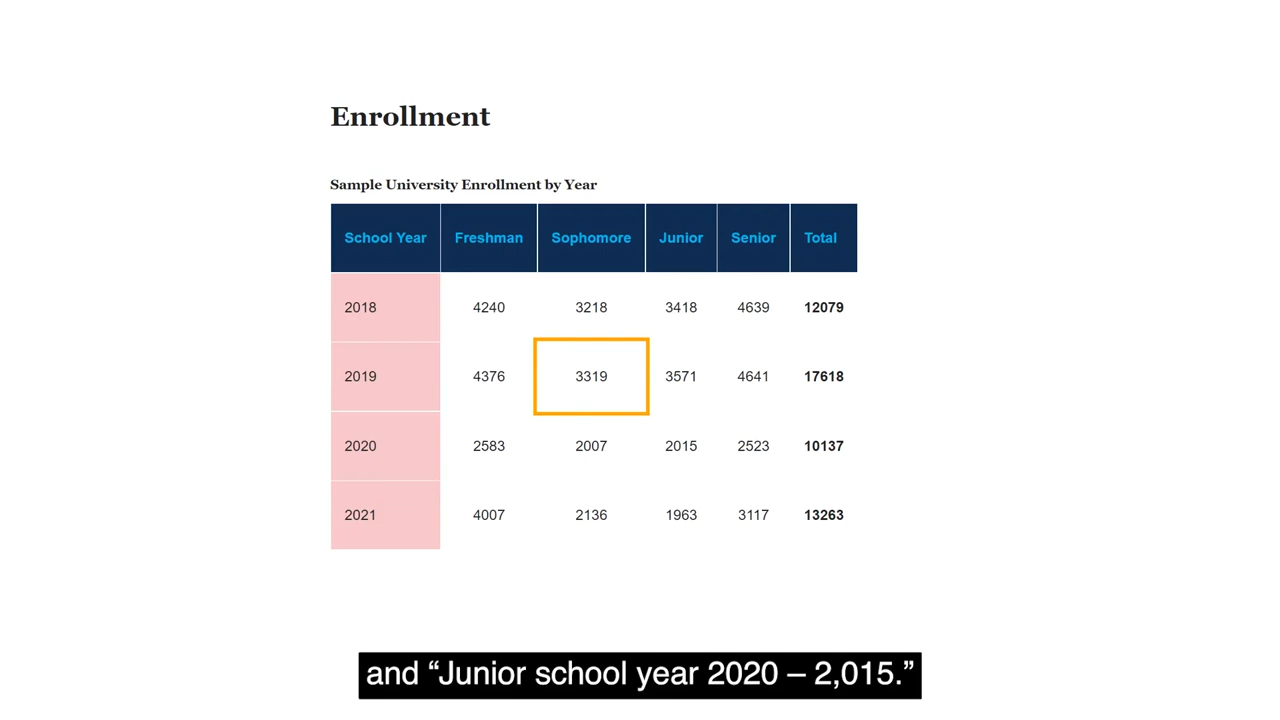 Enrollment
Sample University Enrollment by Year
School Year Freshman Sophomore Junior Senior Total
2018 4240 3218 3418 4639 12079
2019 4376 3319 3571 4641 17618
2020 2583 2007 2015 2523 10137
2021 4007 2136 1963 3117 13263
and “Junior school year 2020 – 2,015.”